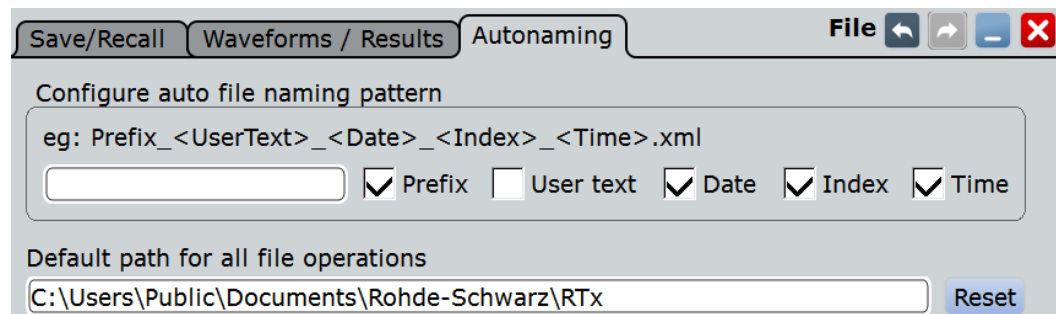 Save/Recall Waveforms / Results Autonaming File
Configure auto file naming pattern
eg: Prefix_<UserText>_<Date>_<Index>_<Time>.xml
Prefix User text Date Index Time
Default path for all file operations
C:\Users\Public\Documents\Rohde-Schwarz\RTx Reset